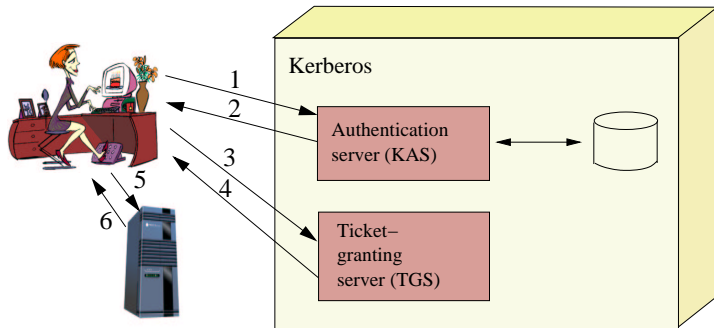 Kerberos
1
2
Authentication
server (KAS)
3
4
5
6
Ticket–
granting
server (TGS)